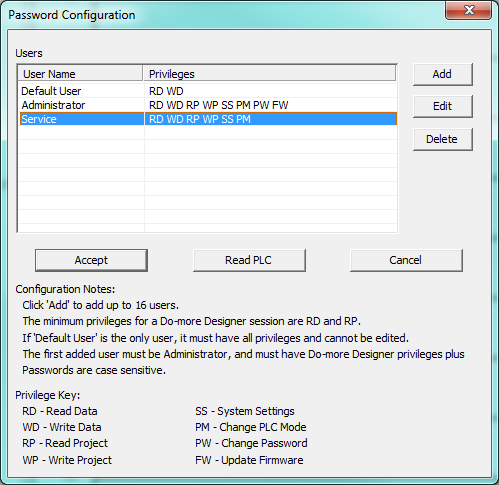 Password Configuration
Users
User Name Privileges
Default User RD WD
Administrator RD WD RP WP SS PM PW FW
Service RD WD RP WP SS PM
Add
Edit
Delete
Accept Read PLC Cancel
Configuration Notes:
Click 'Add' to add up to 16 users.
The minimum privileges for a Do-more Designer session are RD and RP.
If 'Default User' is the only user, it must have all privileges and cannot be edited.
The first added user must be Administrator, and must have Do-more Designer privileges plus
Passwords are case sensitive.
Privilege Key:
RD - Read Data SS - System Settings
WD - Write Data PM - Change PLC Mode
RP - Read Project PW - Change Password
WP - Write Project FW - Update Firmware